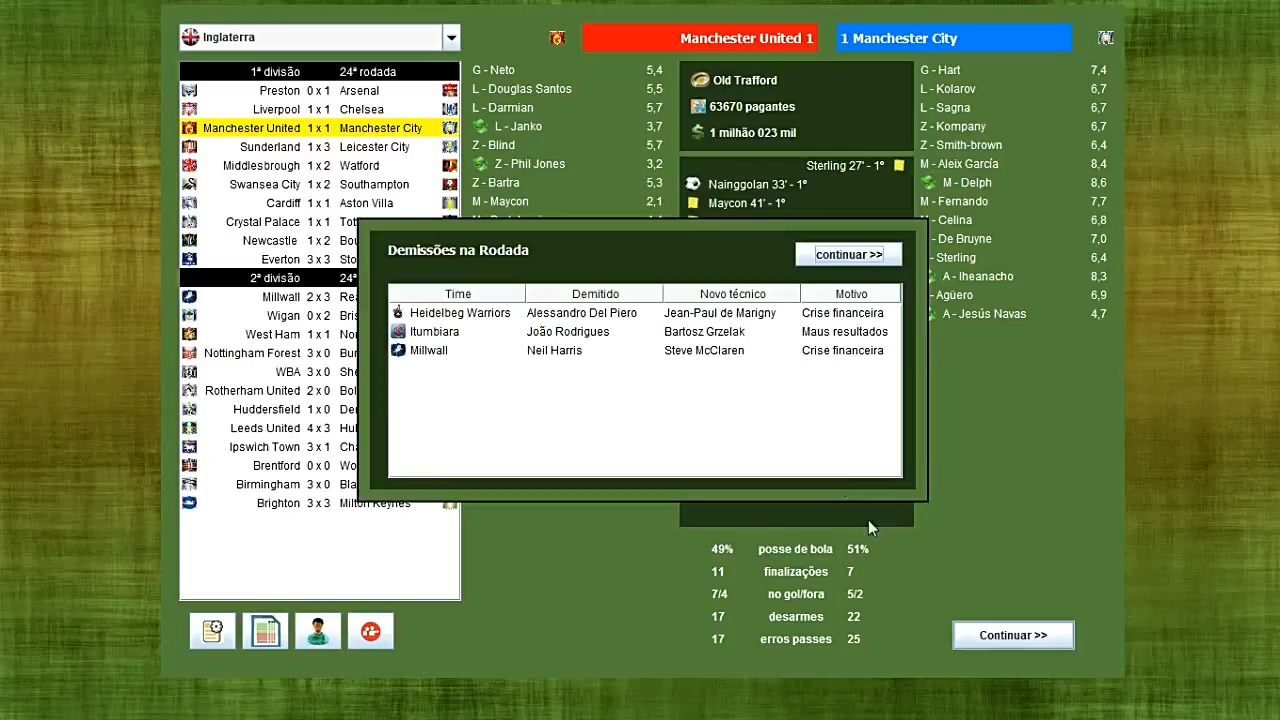 Inglaterra
Manchester United 1
1 Manchester City
1ª divisão 24ª rodada
Preston 0 x 1 Arsenal
Liverpool 1 x 1 Chelsea
Manchester United 1 x 1 Manchester City
Sunderland 1 x 3 Leicester City
Middlesbrough 1 x 2 Watford
Swansea City 1 x 2 Southampton
Cardiff 1 x 1 Aston Villa
Crystal Palace 1 x 1
Newcastle 1 x 2
Everton 3 x 3
2ª divisão
Millwall 2 x 3
Wigan 0 x 2
West Ham 1 x 1
Nottingham Forest 3 x 0
WBA 3 x 0
Rotherham United 2 x 0
Huddersfield 1 x 0
Leeds United 4 x 3
Ipswich Town 3 x 1
Brentford 0 x 0
Birmingham 3 x 0
Brighton 3 x 3 Milton Keynes
G - Neto 5,4
L - Douglas Santos 5,5
L - Darmian 5,7
L - Janko 3,7
Z - Blind 5,7
Z - Phil Jones 3,2
Z - Bartra 5,3
M - Maycon 2,1
Old Trafford
63670 pagantes
1 milhão 023 mil
Sterling 27' - 1º
Nainggolan 33' - 1º
Maycon 41' - 1º
G - Hart 7,4
L - Kolarov 6,7
L - Sagna 6,7
Z - Kompany 6,7
Z - Smith-brown 6,4
M - Aleix García 8,4
M - Delph 8,6
M - Fernando 7,7
- Celina 6,8
- De Bruyne 7,0
- Sterling 6,4
A - Iheanacho 8,3
- Agüero 6,9
A - Jesús Navas 4,7
Demissões na Rodada
continuar >>
Time Demitido Novo técnico Motivo
Heidelbeg Warriors Alessandro Del Piero Jean-Paul de Marigny Crise financeira
Itumbiara João Rodrigues Bartosz Grzelak Maus resultados
Millwall Neil Harris Steve McClaren Crise financeira
49% posse de bola 51%
11 finalizações 7
7/4 no gol/fora 5/2
17 desarmes 22
17 erros passes 25
Continuar >>